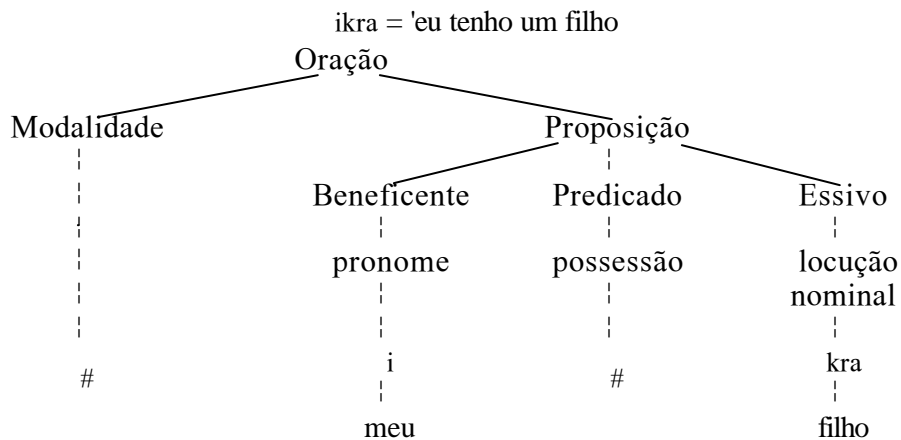 ikra = 'eu tenho um filho
Oração
Modalidade Proposição
Beneficente Predicado Essivo
pronome possessão locução
nominal
i kra
# #
meu filho